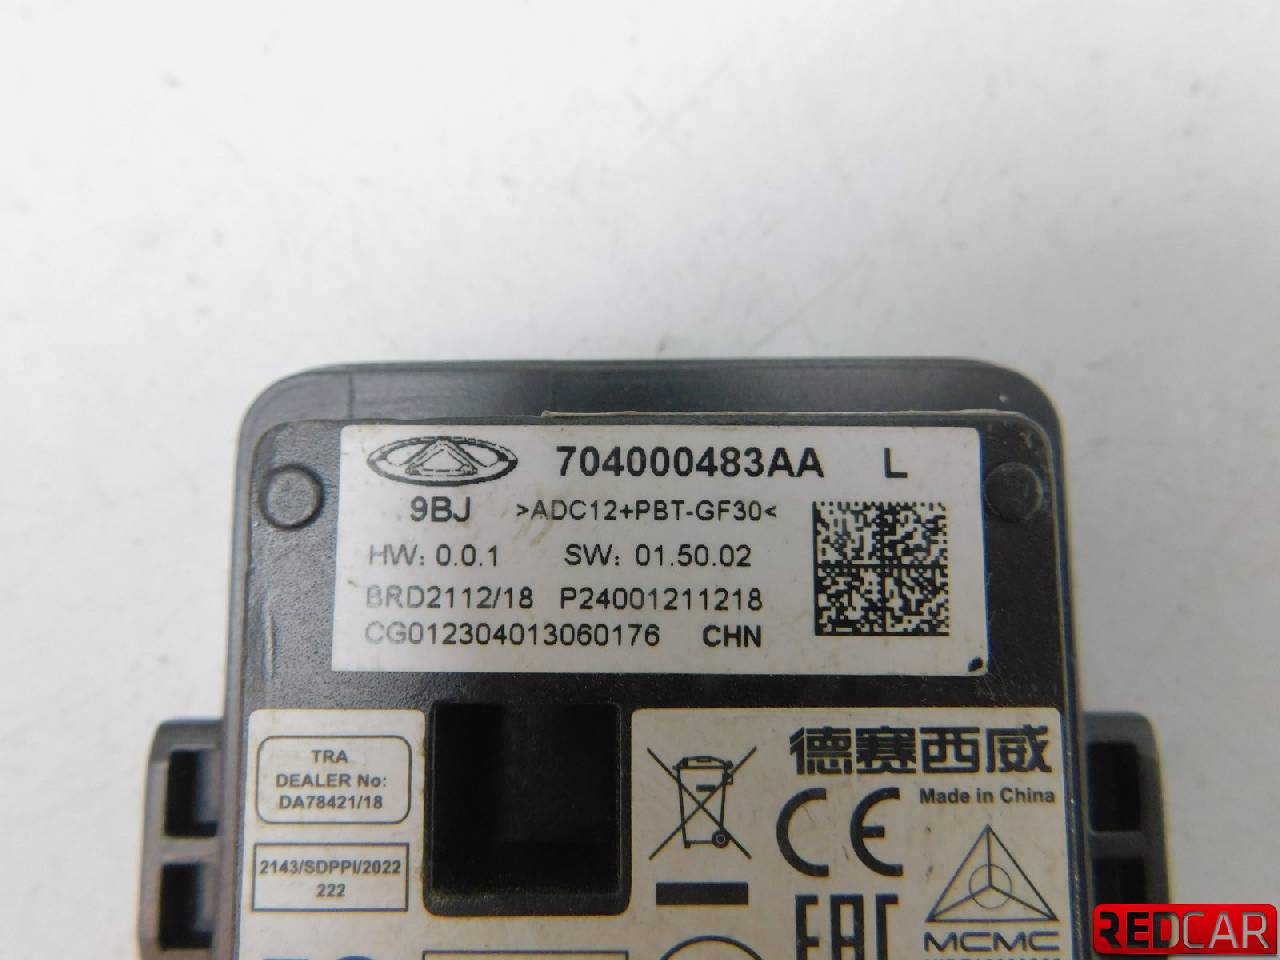 704000483AA L
9BJ >ADC12+PBT-GF30<
HW: 0.0.1 SW: 01.50.02
BRD2112/18 P24001211218
CG012304013060176 CHN
TRA
DEALER No:
DA78421/18
2143/SDPPI/2022
222
德赛西威
Made in China
CE
EAC
MCMC
REDCAR